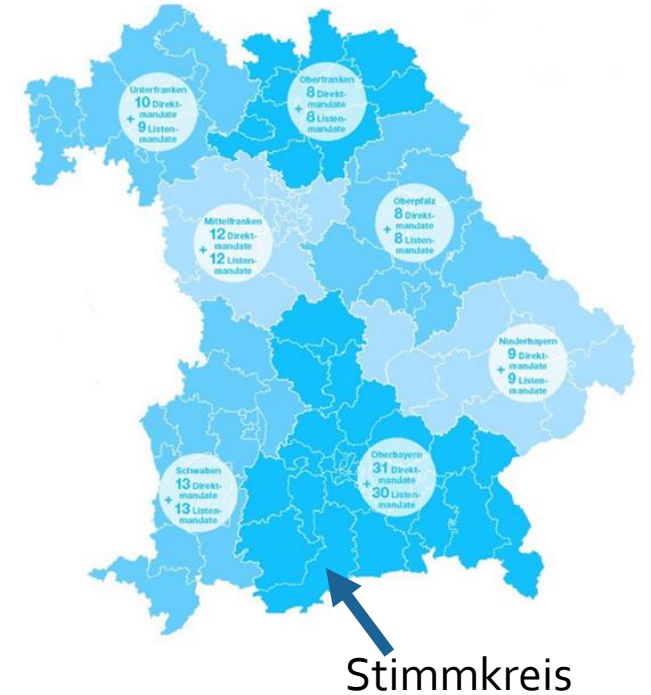 Unterfranken
10 Direkt-
mandate
+
9 Listen-
mandate
Oberfranken
8 Direkt-
mandate
+
8 Listen-
mandate
Mittelfranken
12 Direkt-
mandate
+
12 Listen-
mandate
Oberpfalz
8 Direkt-
mandate
+
8 Listen-
mandate
Niederbayern
9 Direkt-
mandate
+
9 Listen-
mandate
Schwaben
13 Direkt-
mandate
+
13 Listen-
mandate
Oberbayern
31 Direkt-
mandate
+
30 Listen-
mandate
Stimmkreis